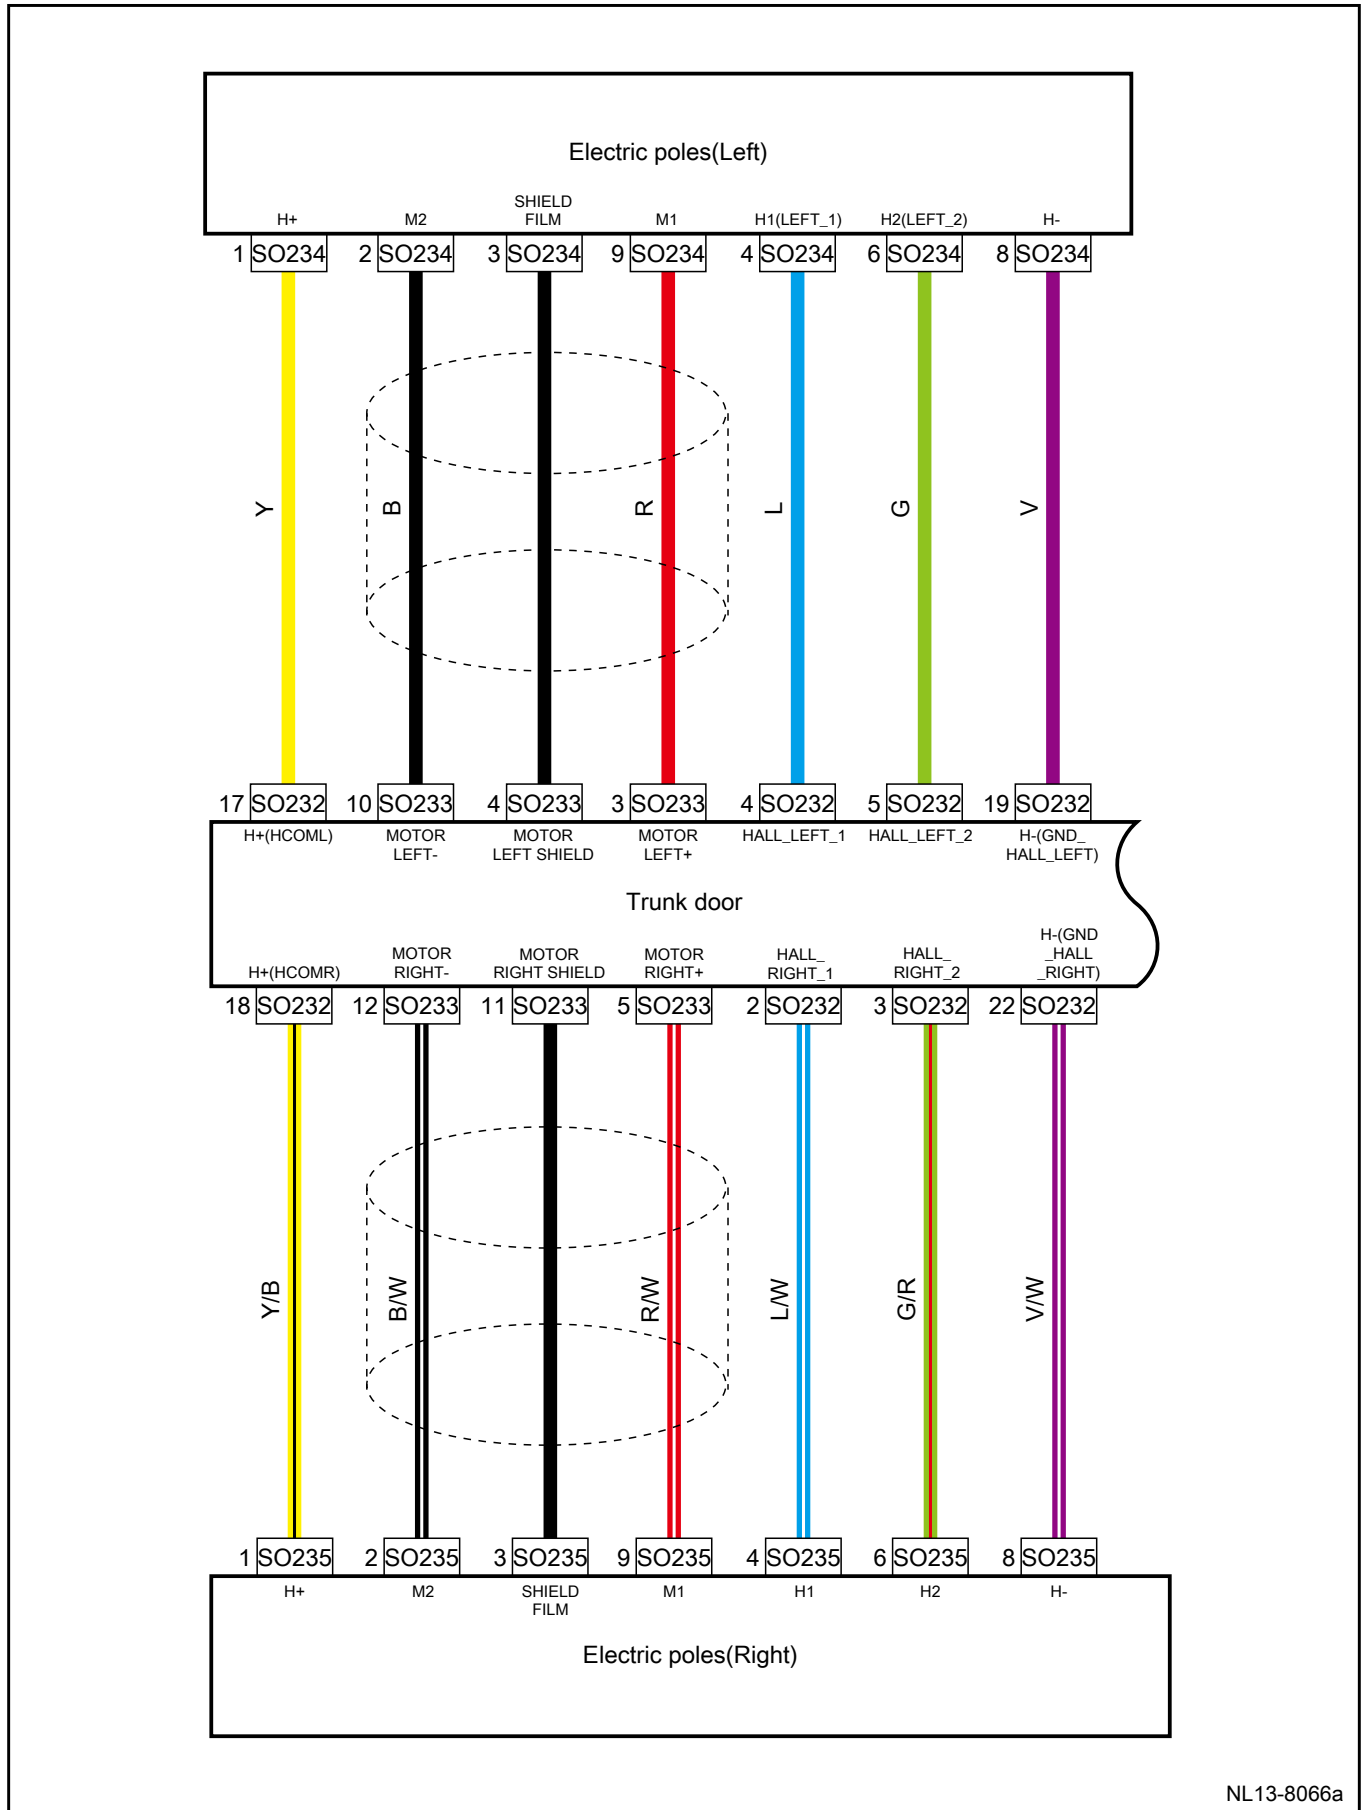 Electric poles(Left)
H+ M2 SHIELD M1 H1(LEFT_1) H2(LEFT_2) H-
FILM
1 SO234 2 SO234 3 SO234 9 SO234 4 SO234 6 SO234 8 SO234
Y B R L G V
17 SO232 10 SO233 4 SO233 3 SO233 4 SO232 5 SO232 19 SO232
H+(HCOML) MOTOR MOTOR MOTOR HALL_LEFT_1 HALL_LEFT_2 H-(GND_
LEFT- LEFT SHIELD LEFT+ HALL_LEFT)
Trunk door
H-(GND
MOTOR MOTOR MOTOR HALL_ HALL_ _HALL
H+(HCOMR) RIGHT- RIGHT SHIELD RIGHT+ RIGHT_1 RIGHT_2 _RIGHT)
18 SO232 12 SO233 11 SO233 5 SO233 2 SO232 3 SO232 22 SO232
Y/B B/W R/W L/W G/R V/W
1 SO235 2 SO235 3 SO235 9 SO235 4 SO235 6 SO235 8 SO235
H+ M2 SHIELD M1 H1 H2 H-
FILM
Electric poles(Right)
NL13-8066a